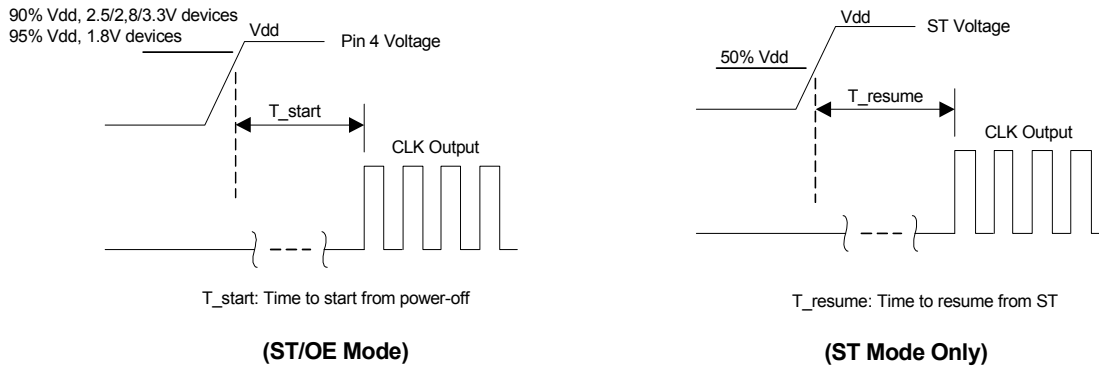 90% Vdd, 2.5/2,8/3.3V devices
95% Vdd, 1.8V devices
Vdd
Pin 4 Voltage
T_start
CLK Output
T_start: Time to start from power-off
(ST/OE Mode)
Vdd
ST Voltage
50% Vdd
T_resume
CLK Output
T_resume: Time to resume from ST
(ST Mode Only)